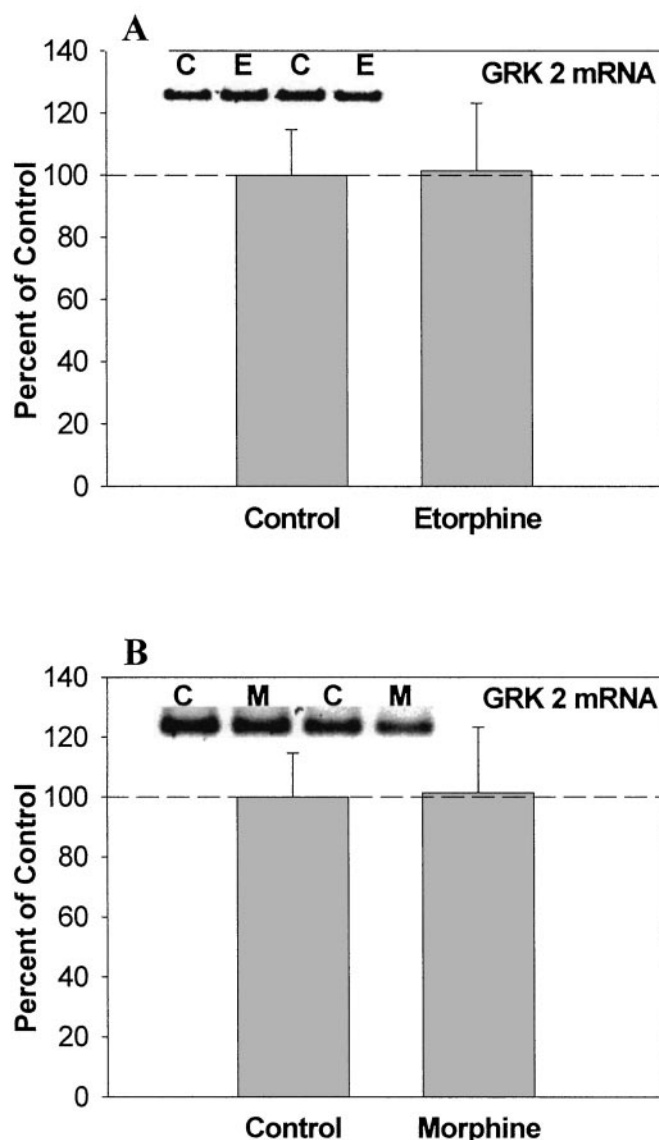 A
140
C E C E
GRK 2 mRNA
120
100
80
60
40
20
0
Percent of Control
Control Etorphine
B
140
C M C M
GRK 2 mRNA
120
100
80
60
40
20
0
Percent of Control
Control Morphine